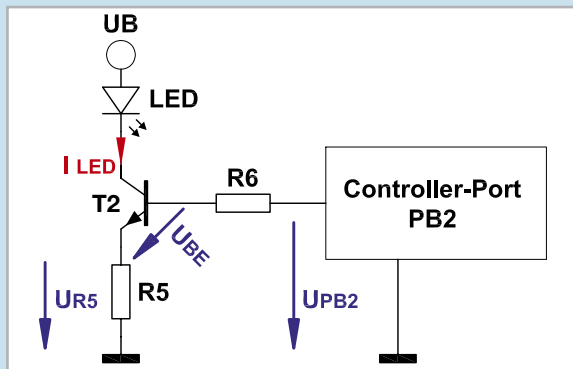 UB
LED
I LED
R6
Controller-Port
PB2
T2
UBE
UR5
R5
UPB2